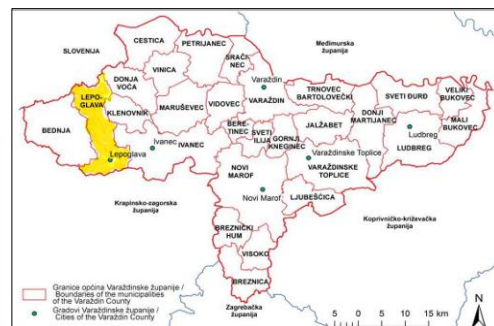 SLOVENIJA
CESTICA
PETRIJANEC
Međimurska
županija
SRAČI
NEC
DONJA
VOĆA
VINICA
Varaždin
LEPO-
GLAVA
KLENOVNIK
MARUŠEVEC
VIDOVEC
VARAŽDIN
TRNOVEC
BARTOLOVEČKI
SVETI ĐURĐ
VELIKI
BUKOVEC
MALI
BUKOVEC
BEDNJA
BERE-
TINEC
SVETI
ILIJA
GORNJI
KNEGINEC
JALŽABET
DONJI
MARTIJANEC
Ludbreg
LUDBREG
Ivanec
IVANEC
Lepoglava
Varaždinske Toplice
VARAŽDINSKE
TOPLICE
NOVI
MAROF
Novi Marof
LJUBEŠĆICA
Krapinsko-zagorska
županija
Koprivničko-križevačka
županija
BREZNIČKI
HUM
VISOKO
BREZNICA
Zagrebačka
županija
Granice općina Varaždinske županije /
Boundaries of the municipalities
of the Varaždin County
Gradovi Varaždinske županije /
Cities of the Varaždin County
N
5 0 5 10 15 km